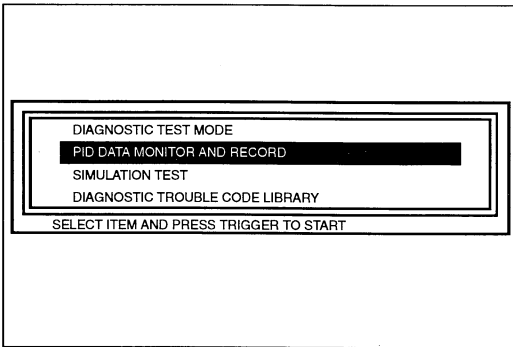 DIAGNOSTIC TEST MODE
PID DATA MONITOR AND RECORD
SIMULATION TEST
DIAGNOSTIC TROUBLE CODE LIBRARY
SELECT ITEM AND PRESS TRIGGER TO START